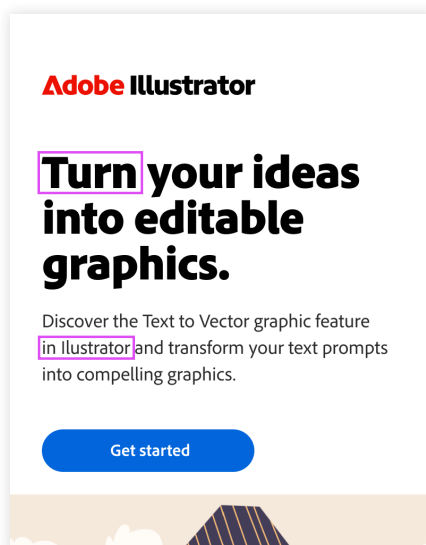 Adobe Illustrator
Turn your ideas
into editable
graphics.
Discover the Text to Vector graphic feature
in Ilustrator and transform your text prompts
into compelling graphics.
Get started